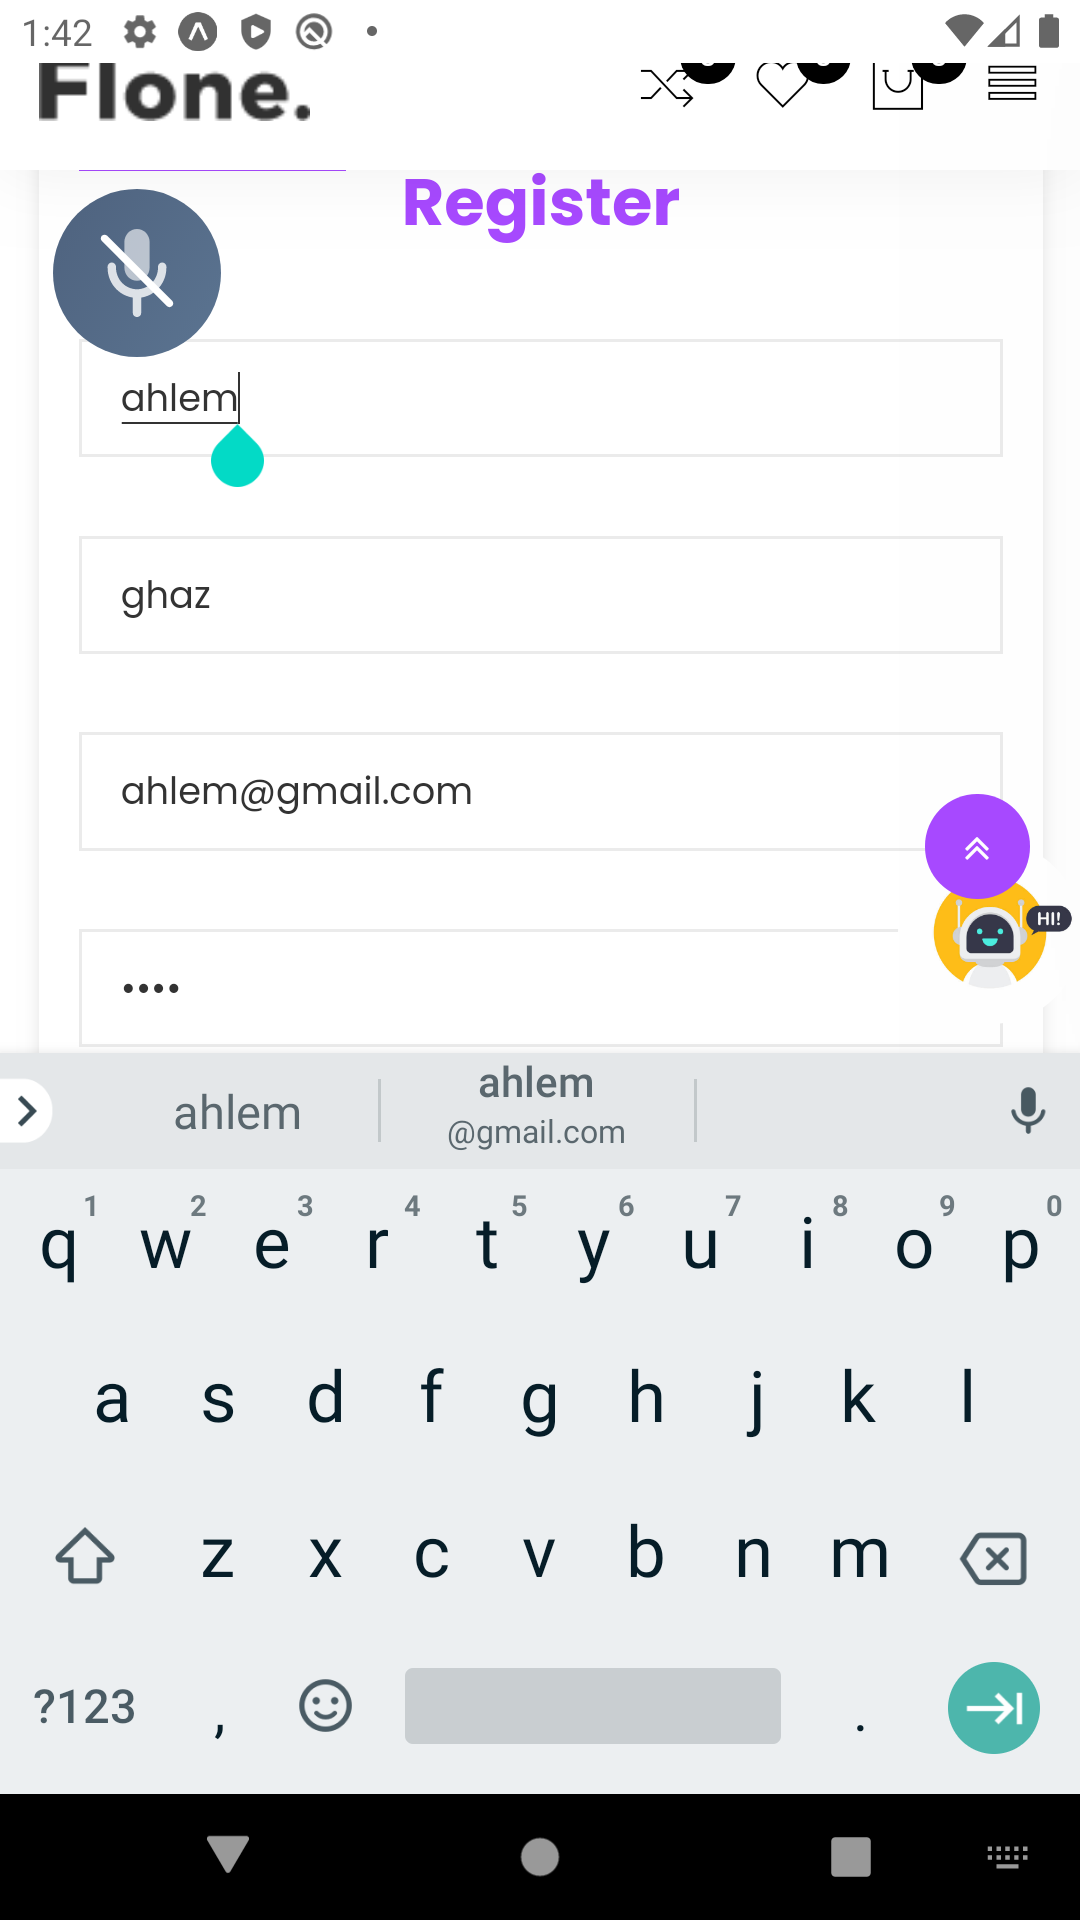 1:42
Flone.
Register
ahlem
ghaz
ahlem@gmail.com
••••
HI!
ahlem
ahlem
@gmail.com
1 2 3 4 5 6 7 8 9 0
q w e r t y u i o p
a s d f g h j k l
z x c v b n m
?123 , .